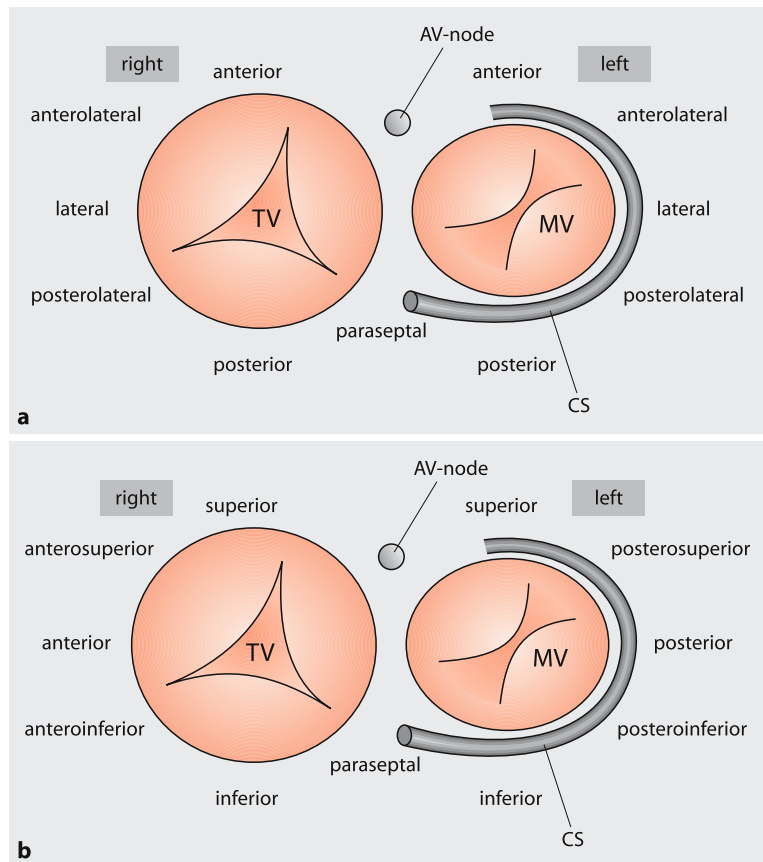 AV-node
right
anterior
anterior
left
anterolateral
anterolateral
lateral
TV
MV
lateral
posterolateral
posterolateral
paraseptal
posterior
posterior
CS
a
AV-node
right
superior
superior
left
anterosuperior
posterosuperior
anterior
TV
MV
posterior
anteroinferior
posteroinferior
paraseptal
inferior
inferior
CS
b